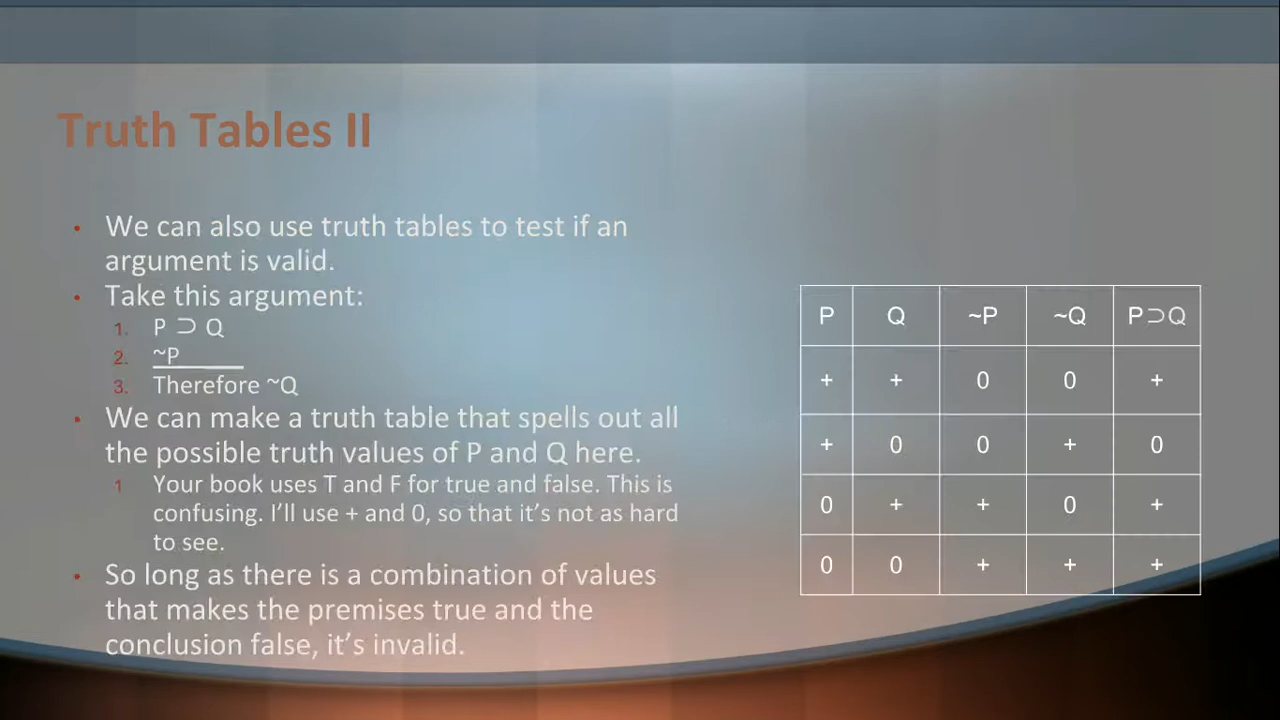 Truth Tables II
• We can also use truth tables to test if an
argument is valid.
• Take this argument:
1. P ⊃ Q
2. ~P
3. Therefore ~Q
• We can make a truth table that spells out all
the possible truth values of P and Q here.
1 Your book uses T and F for true and false. This is
confusing. I'll use + and 0, so that it's not as hard
to see.
• So long as there is a combination of values
that makes the premises true and the
conclusion false, it's invalid.
P Q ~P ~Q P⊃Q
+ + 0 0 +
+ 0 0 + 0
0 + + 0 +
0 0 + + +